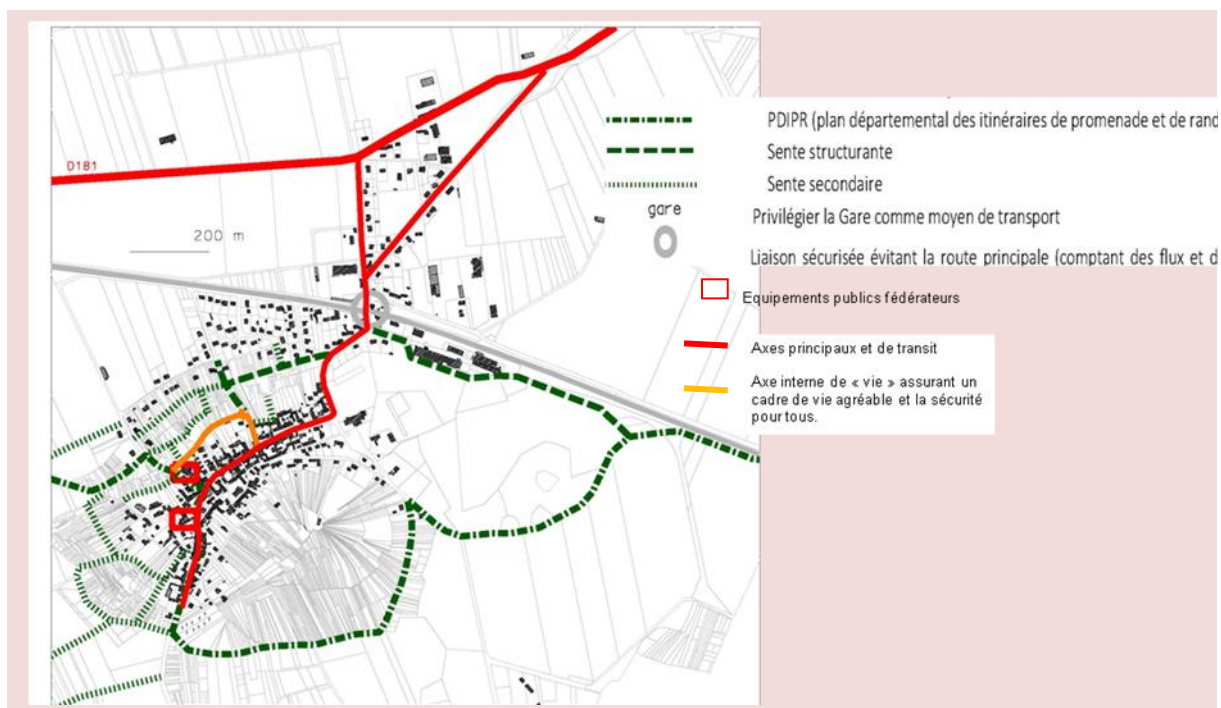 D181
200 m
PDIPR (plan départemental des itinéraires de promenade et de rand
Sente structurante
Sente secondaire
gare
Privilégier la Gare comme moyen de transport
Liaison sécurisée évitant la route principale (comptant des flux et d
Equipements publics fédérateurs
Axes principaux et de transit
Axe interne de « vie » assurant un
cadre de vie agréable et la sécurité
pour tous.